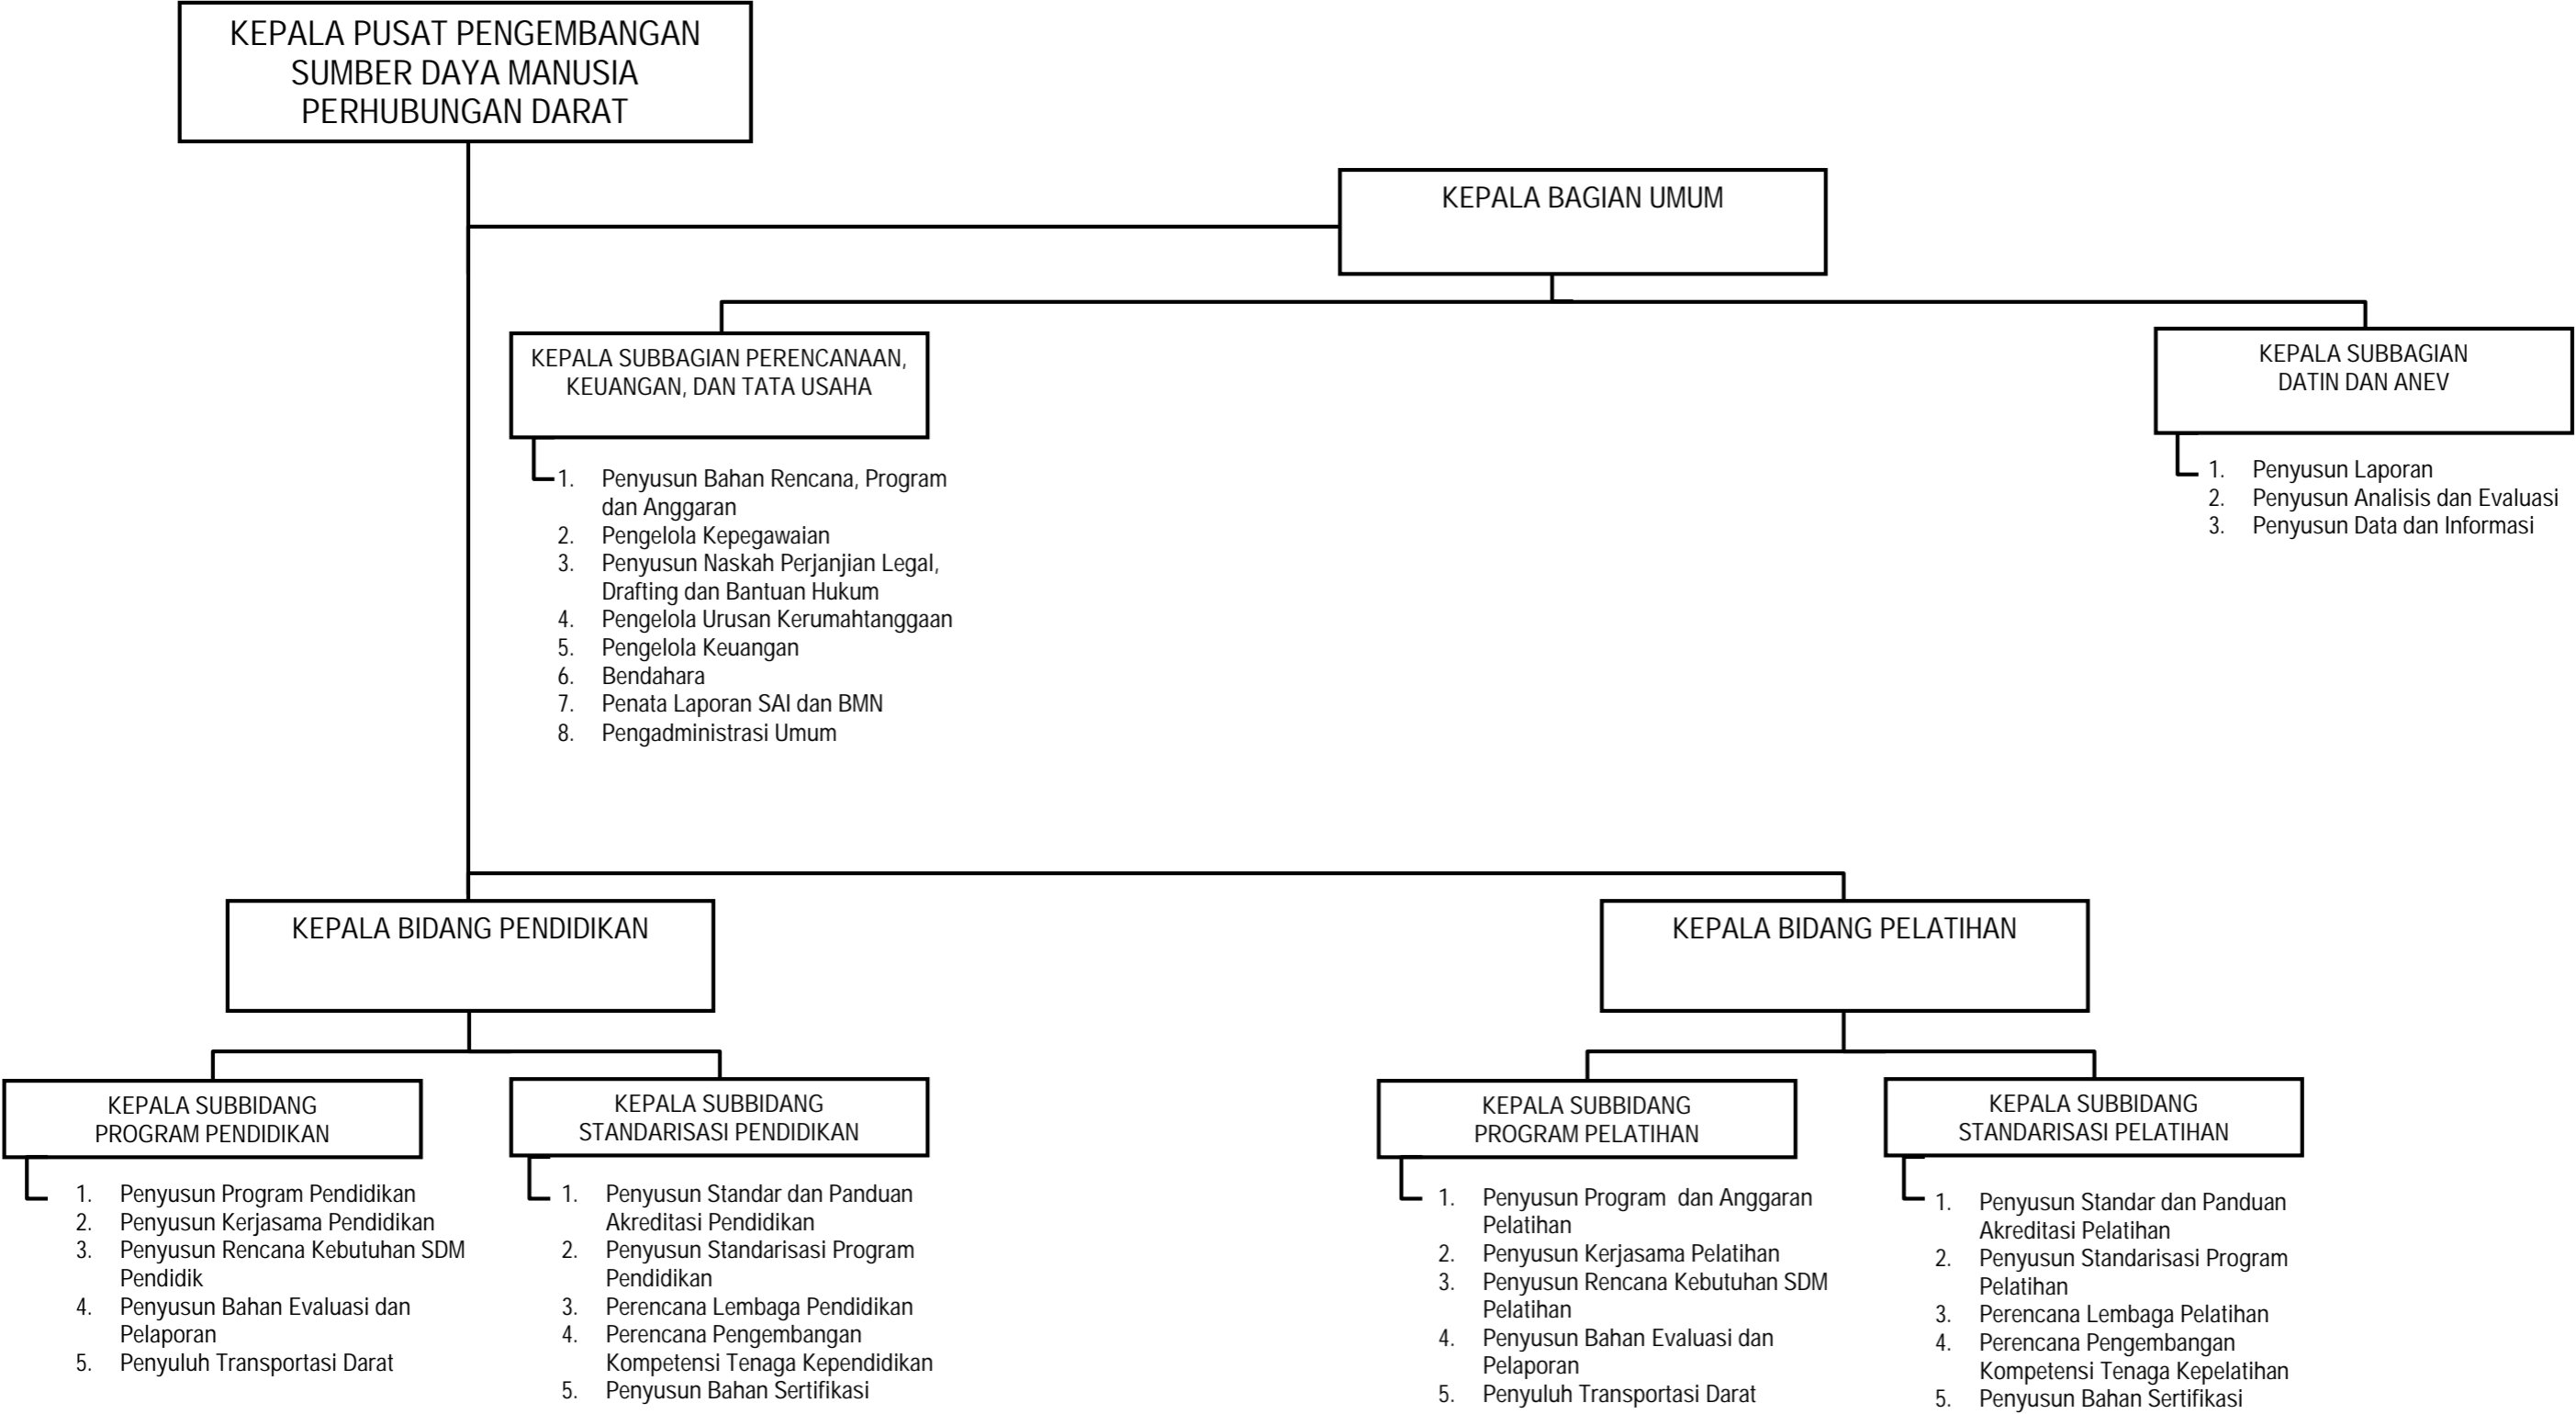 KEPALA PUSAT PENGEMBANGAN
SUMBER DAYA MANUSIA
PERHUBUNGAN DARAT
KEPALA BAGIAN UMUM
KEPALA SUBBAGIAN PERENCANAAN,
KEUANGAN, DAN TATA USAHA
1. Penyusun Bahan Rencana, Program
dan Anggaran
2. Pengelola Kepegawaian
3. Penyusun Naskah Perjanjian Legal,
Drafting dan Bantuan Hukum
4. Pengelola Urusan Kerumahtanggaan
5. Pengelola Keuangan
6. Bendahara
7. Penata Laporan SAI dan BMN
8. Pengadministrasi Umum
KEPALA SUBBAGIAN
DATIN DAN ANEV
1. Penyusun Laporan
2. Penyusun Analisis dan Evaluasi
3. Penyusun Data dan Informasi
KEPALA BIDANG PENDIDIKAN
KEPALA SUBBIDANG
PROGRAM PENDIDIKAN
1. Penyusun Program Pendidikan
2. Penyusun Kerjasama Pendidikan
3. Penyusun Rencana Kebutuhan SDM
Pendidik
4. Penyusun Bahan Evaluasi dan
Pelaporan
5. Penyuluh Transportasi Darat
KEPALA SUBBIDANG
STANDARISASI PENDIDIKAN
1. Penyusun Standar dan Panduan
Akreditasi Pendidikan
2. Penyusun Standarisasi Program
Pendidikan
3. Perencana Lembaga Pendidikan
4. Perencana Pengembangan
Kompetensi Tenaga Kependidikan
5. Penyusun Bahan Sertifikasi
KEPALA BIDANG PELATIHAN
KEPALA SUBBIDANG
PROGRAM PELATIHAN
1. Penyusun Program dan Anggaran
Pelatihan
2. Penyusun Kerjasama Pelatihan
3. Penyusun Rencana Kebutuhan SDM
Pelatihan
4. Penyusun Bahan Evaluasi dan
Pelaporan
5. Penyuluh Transportasi Darat
KEPALA SUBBIDANG
STANDARISASI PELATIHAN
1. Penyusun Standar dan Panduan
Akreditasi Pelatihan
2. Penyusun Standarisasi Program
Pelatihan
3. Perencana Lembaga Pelatihan
4. Perencana Pengembangan
Kompetensi Tenaga Kepelatihan
5. Penyusun Bahan Sertifikasi